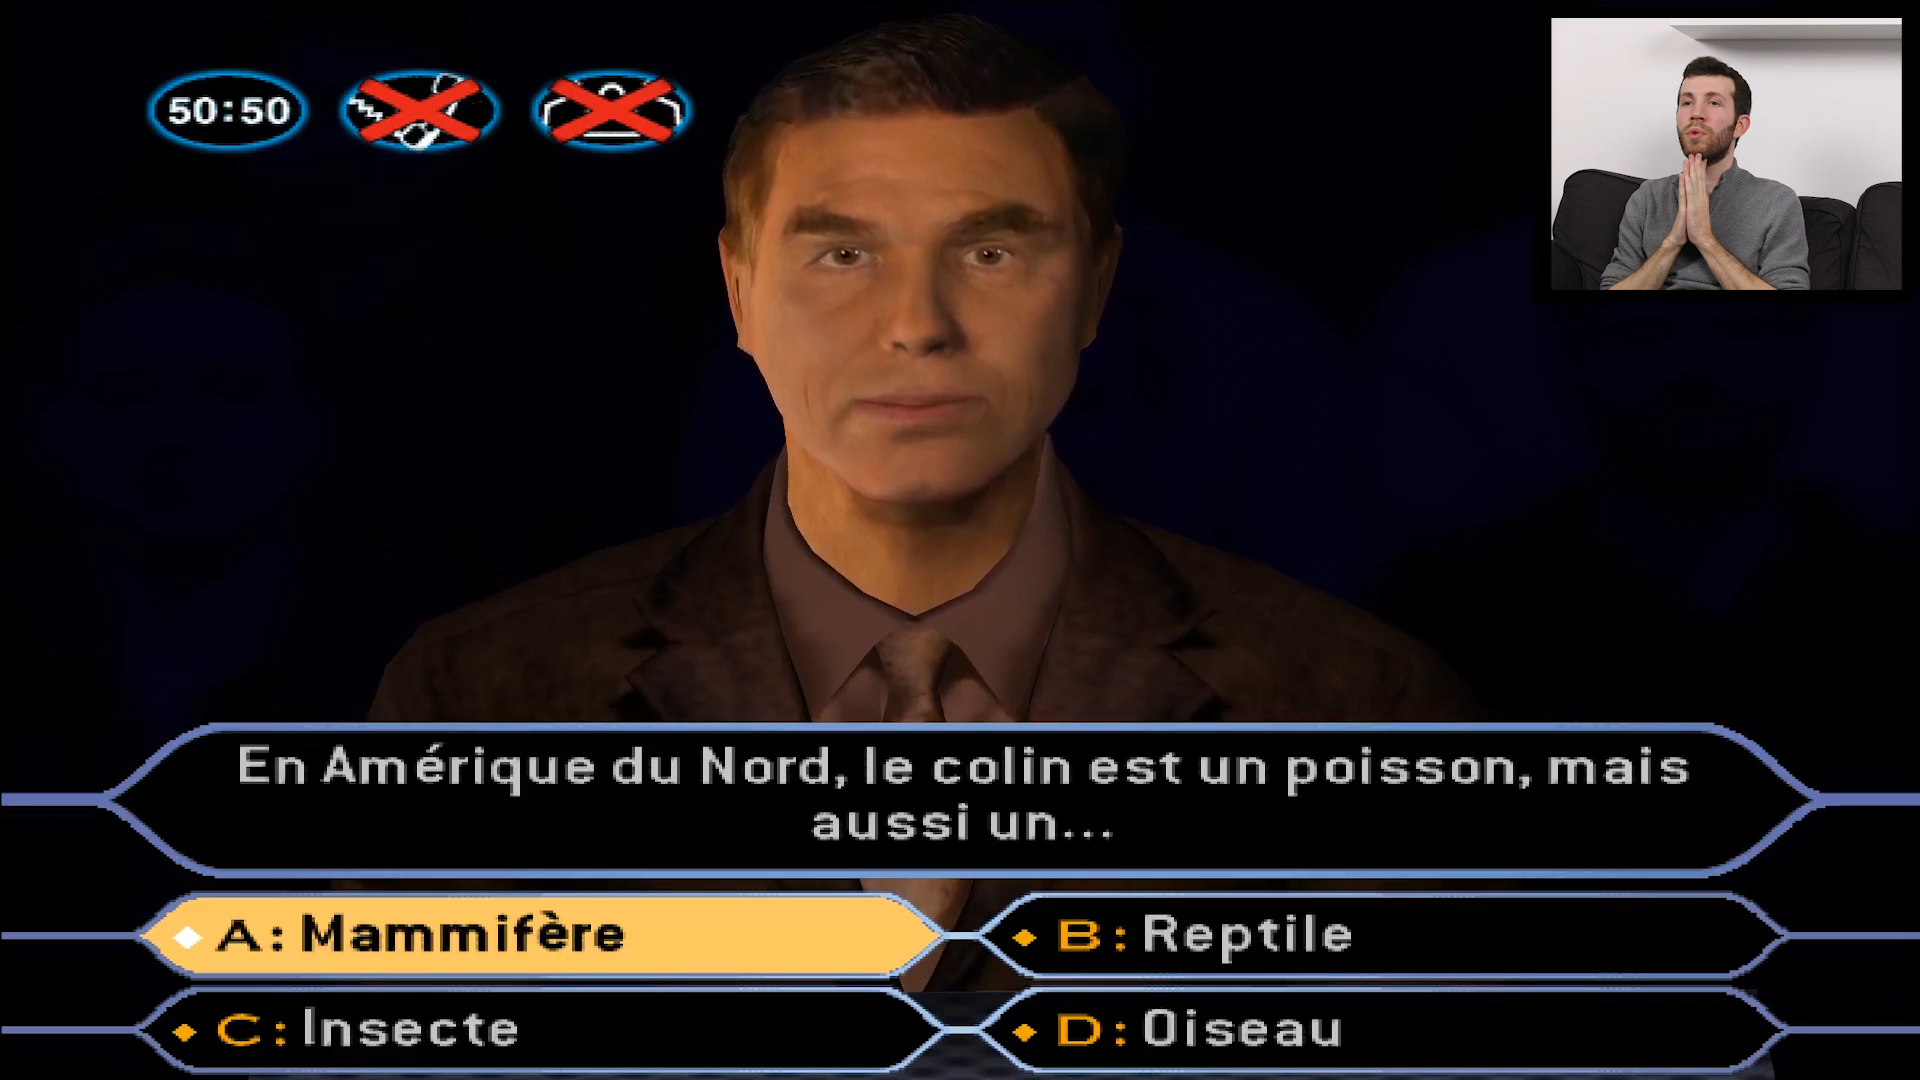 50:50
En Amérique du Nord, le colin est un poisson, mais
aussi un...
A: Mammifère
B: Reptile
C: Insecte
D: Oiseau